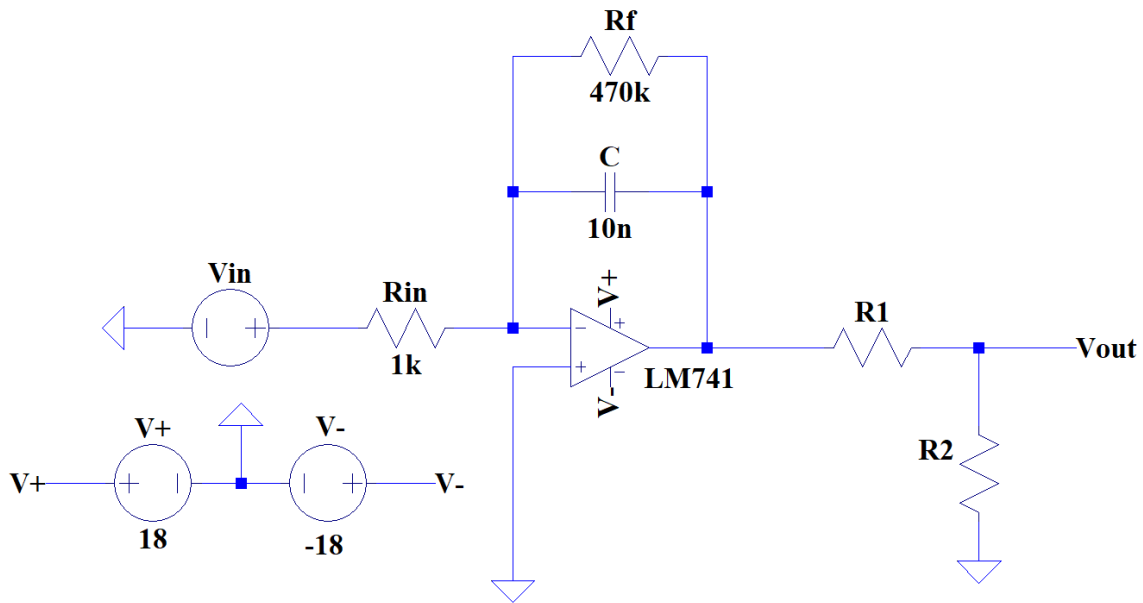 Rf
470k
C
10n
Vin
Rin
1k
V+
V-
LM741
R1
Vout
R2
V+
V-
V+
V-
18
-18